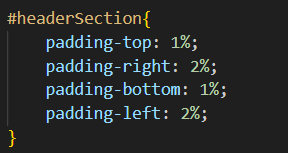 #headerSection{
    padding-top: 1%;
    padding-right: 2%;
    padding-bottom: 1%;
    padding-left: 2%;
}